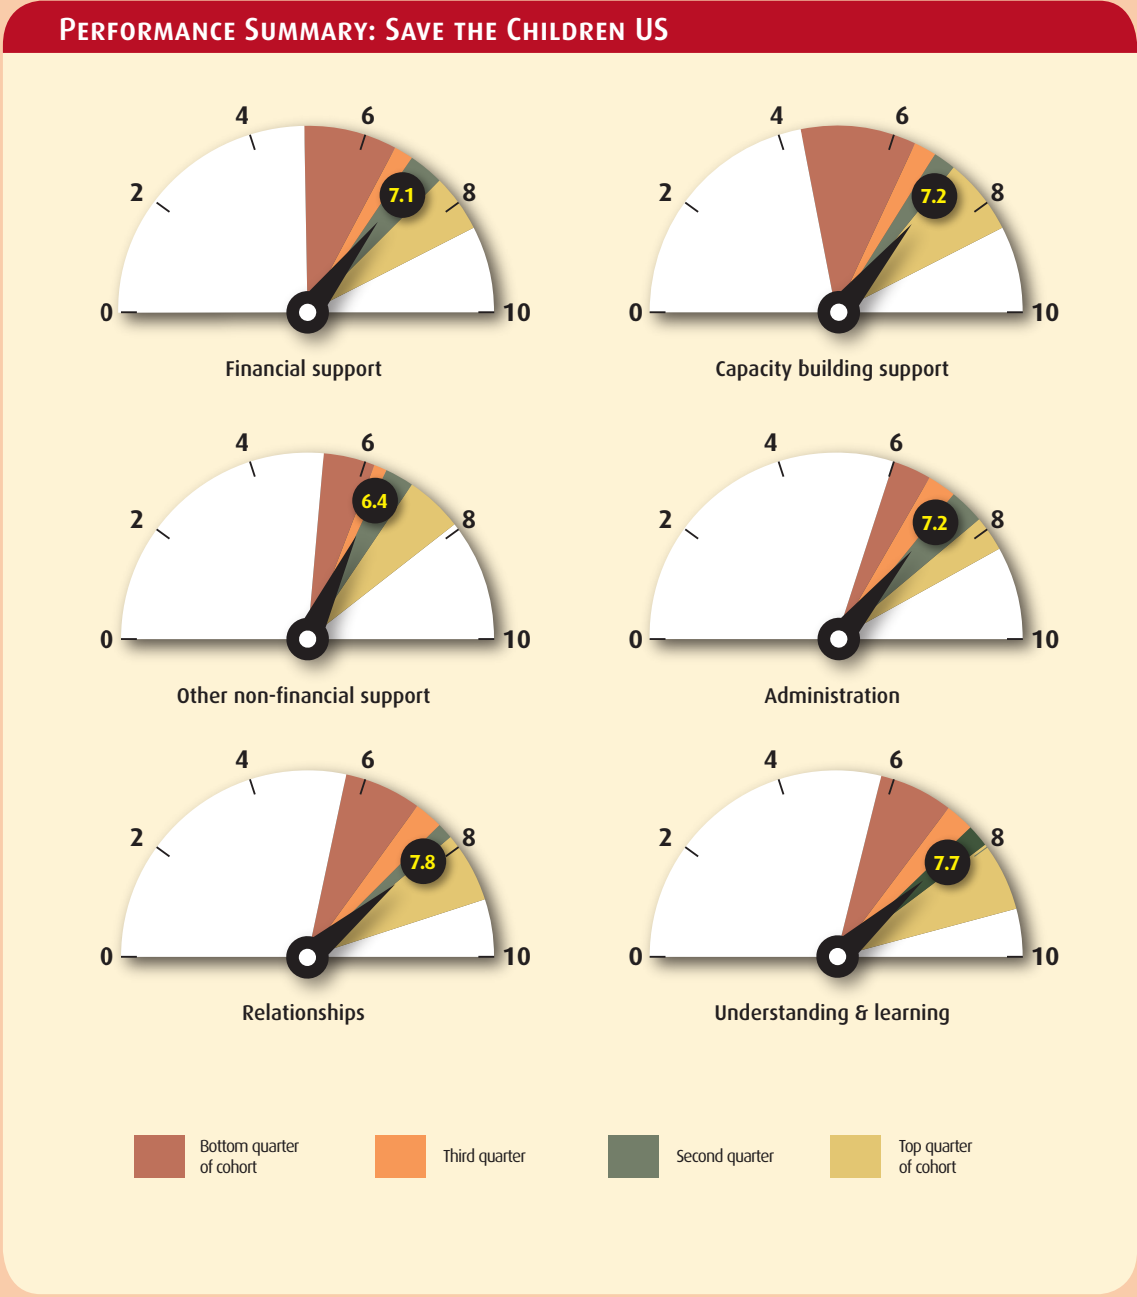 Performance Summary: Save the Children US
4 6
2 7.1 8
0 10
Financial support
4 6
2 7.2 8
0 10
Capacity building support
4 6
2 6.4 8
0 10
Other non-financial support
4 6
2 7.2 8
0 10
Administration
4 6
2 7.8 8
0 10
Relationships
4 6
2 7.7 8
0 10
Understanding & learning
Bottom quarter
of cohort
Third quarter
Second quarter
Top quarter
of cohort